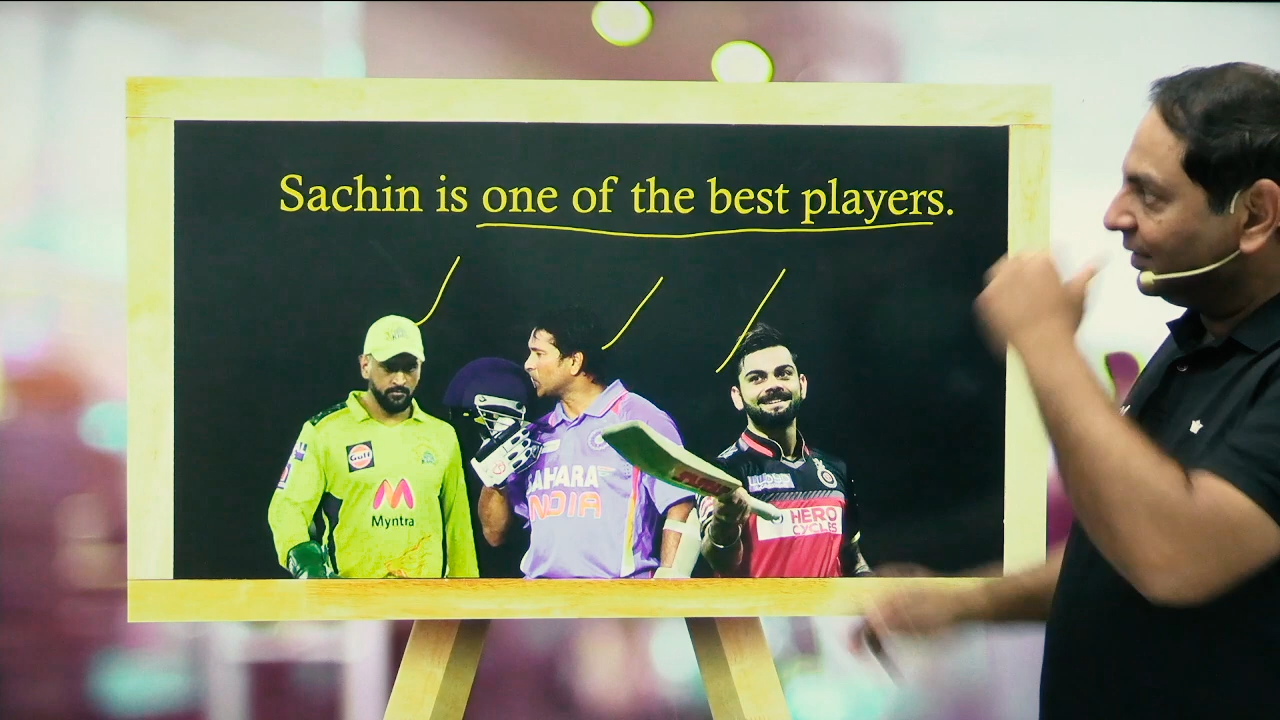 Sachin is one of the best players.
Gulf
Myntra
SAHARA
INDIA
HERO
CYCLES